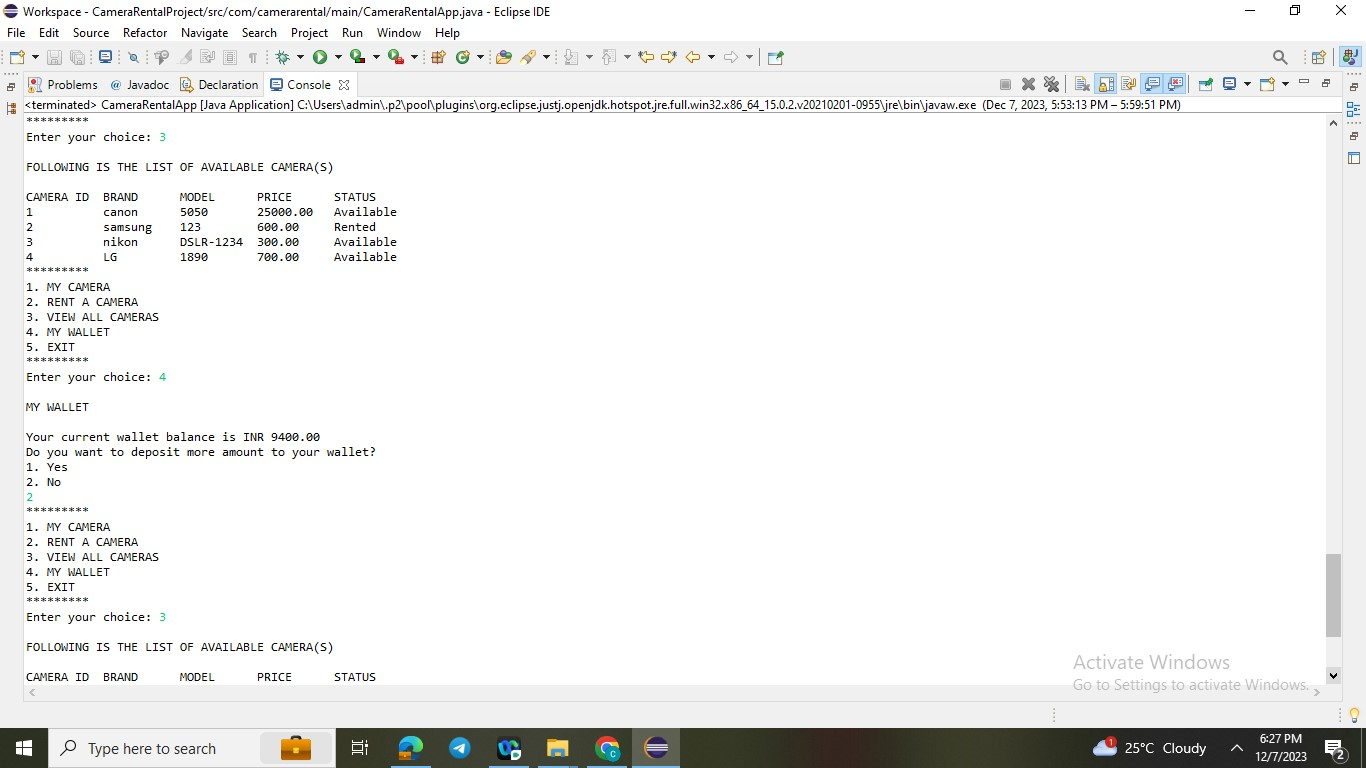 Workspace - CameraRentalProject/src/com/camerarental/main/CameraRentalApp.java - Eclipse IDE
File Edit Source Refactor Navigate Search Project Run Window Help
Problems @ Javadoc Declaration Console
<terminated> CameraRentalApp [Java Application] C:\Users\admin\.p2\pool\plugins\org.eclipse.justj.openjdk.hotspot.jre.full.win32.x86_64_15.0.2.v20210201-0955\jre\bin\javaw.exe (Dec 7, 2023, 5:53:13 PM – 5:59:51 PM)
*********
Enter your choice: 3
FOLLOWING IS THE LIST OF AVAILABLE CAMERA(S)
CAMERA ID BRAND MODEL PRICE STATUS
1 canon 5050 25000.00 Available
2 samsung 123 600.00 Rented
3 nikon DSLR-1234 300.00 Available
4 LG 1890 700.00 Available
*********
1. MY CAMERA
2. RENT A CAMERA
3. VIEW ALL CAMERAS
4. MY WALLET
5. EXIT
*********
Enter your choice: 4
MY WALLET
Your current wallet balance is INR 9400.00
Do you want to deposit more amount to your wallet?
1. Yes
2. No
2
*********
1. MY CAMERA
2. RENT A CAMERA
3. VIEW ALL CAMERAS
4. MY WALLET
5. EXIT
*********
Enter your choice: 3
FOLLOWING IS THE LIST OF AVAILABLE CAMERA(S)
CAMERA ID BRAND MODEL PRICE STATUS
Activate Windows
Go to Settings to activate Windows.
Type here to search
1
25°C Cloudy
6:27 PM
12/7/2023
2